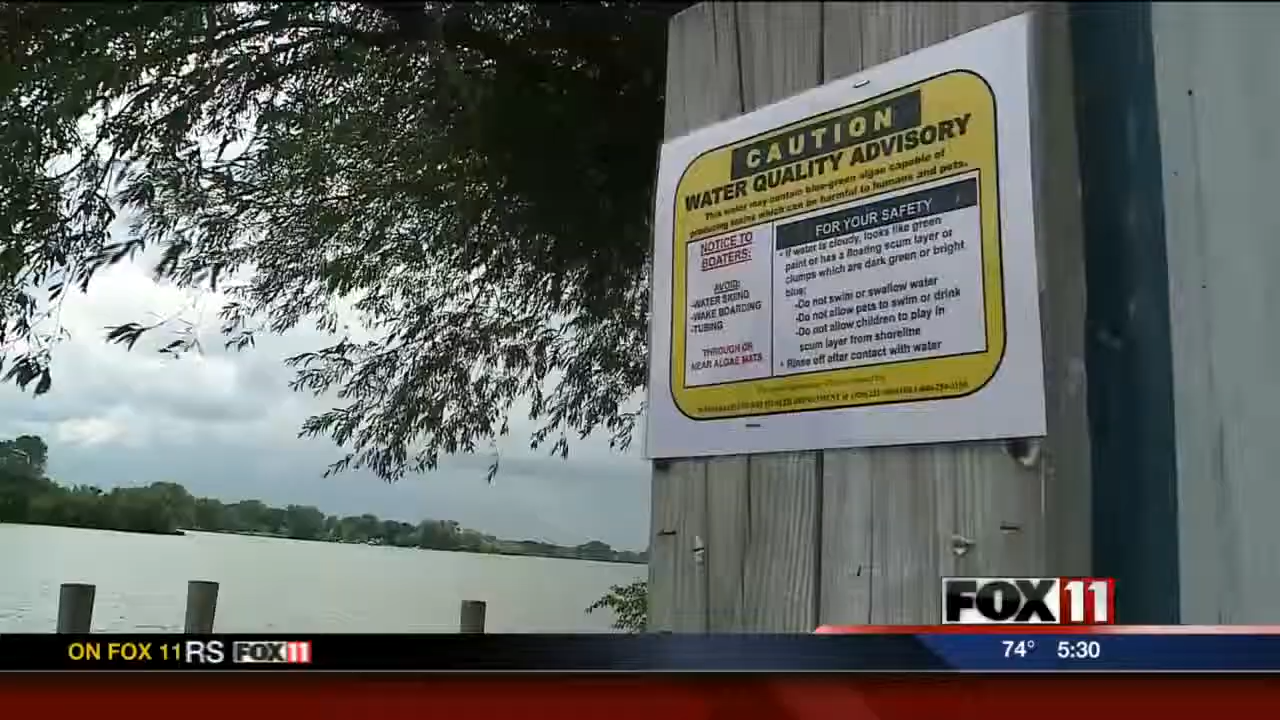 CAUTION
WATER QUALITY ADVISORY
This water may contain blue-green algae capable of
producing toxins which can be harmful to humans and pets.
NOTICE TO
BOATERS:
AVOID:
-WATER SKIING
-WAKE BOARDING
-TUBING
THROUGH OR
NEAR ALGAE MATS
FOR YOUR SAFETY
• If water is cloudy, looks like green
paint or has a floating scum layer or
clumps which are dark green or bright
blue:
-Do not swim or swallow water
-Do not allow pets to swim or drink
-Do not allow children to play in
scum layer from shoreline
• Rinse off after contact with water
FOX 11
ON FOX 11 RS FOX 11
74° 5:30